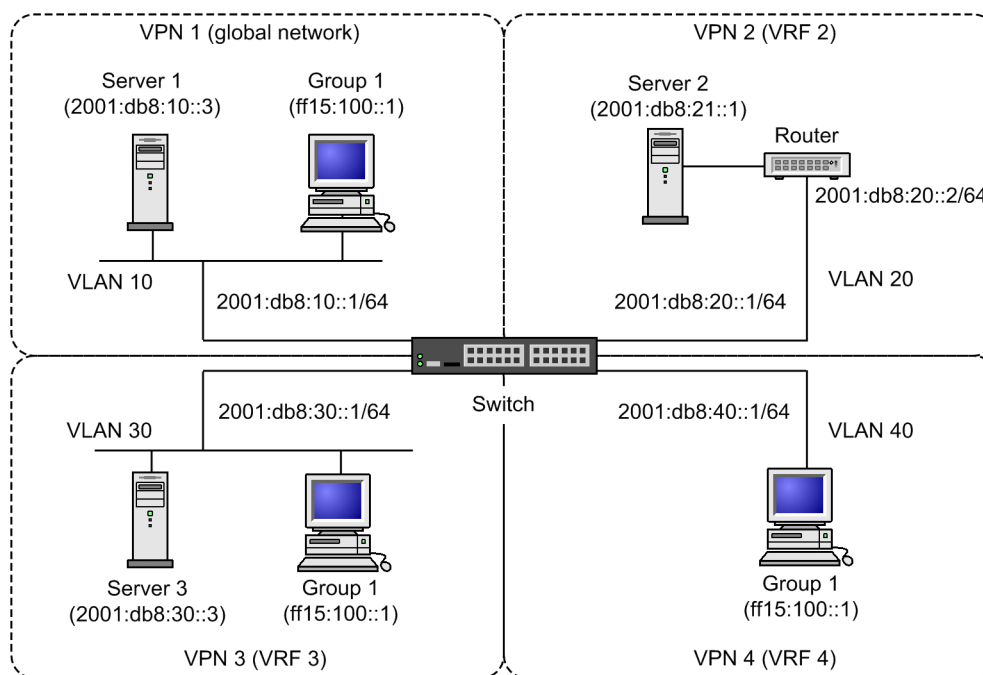 VPN 1 (global network)
Server 1
(2001:db8:10::3)
Group 1
(ff15:100::1)
VLAN 10
2001:db8:10::1/64
VPN 2 (VRF 2)
Server 2
(2001:db8:21::1)
Router
2001:db8:20::2/64
VLAN 20
2001:db8:20::1/64
Switch
2001:db8:30::1/64
VLAN 30
Server 3
(2001:db8:30::3)
Group 1
(ff15:100::1)
VPN 3 (VRF 3)
2001:db8:40::1/64
VLAN 40
Group 1
(ff15:100::1)
VPN 4 (VRF 4)